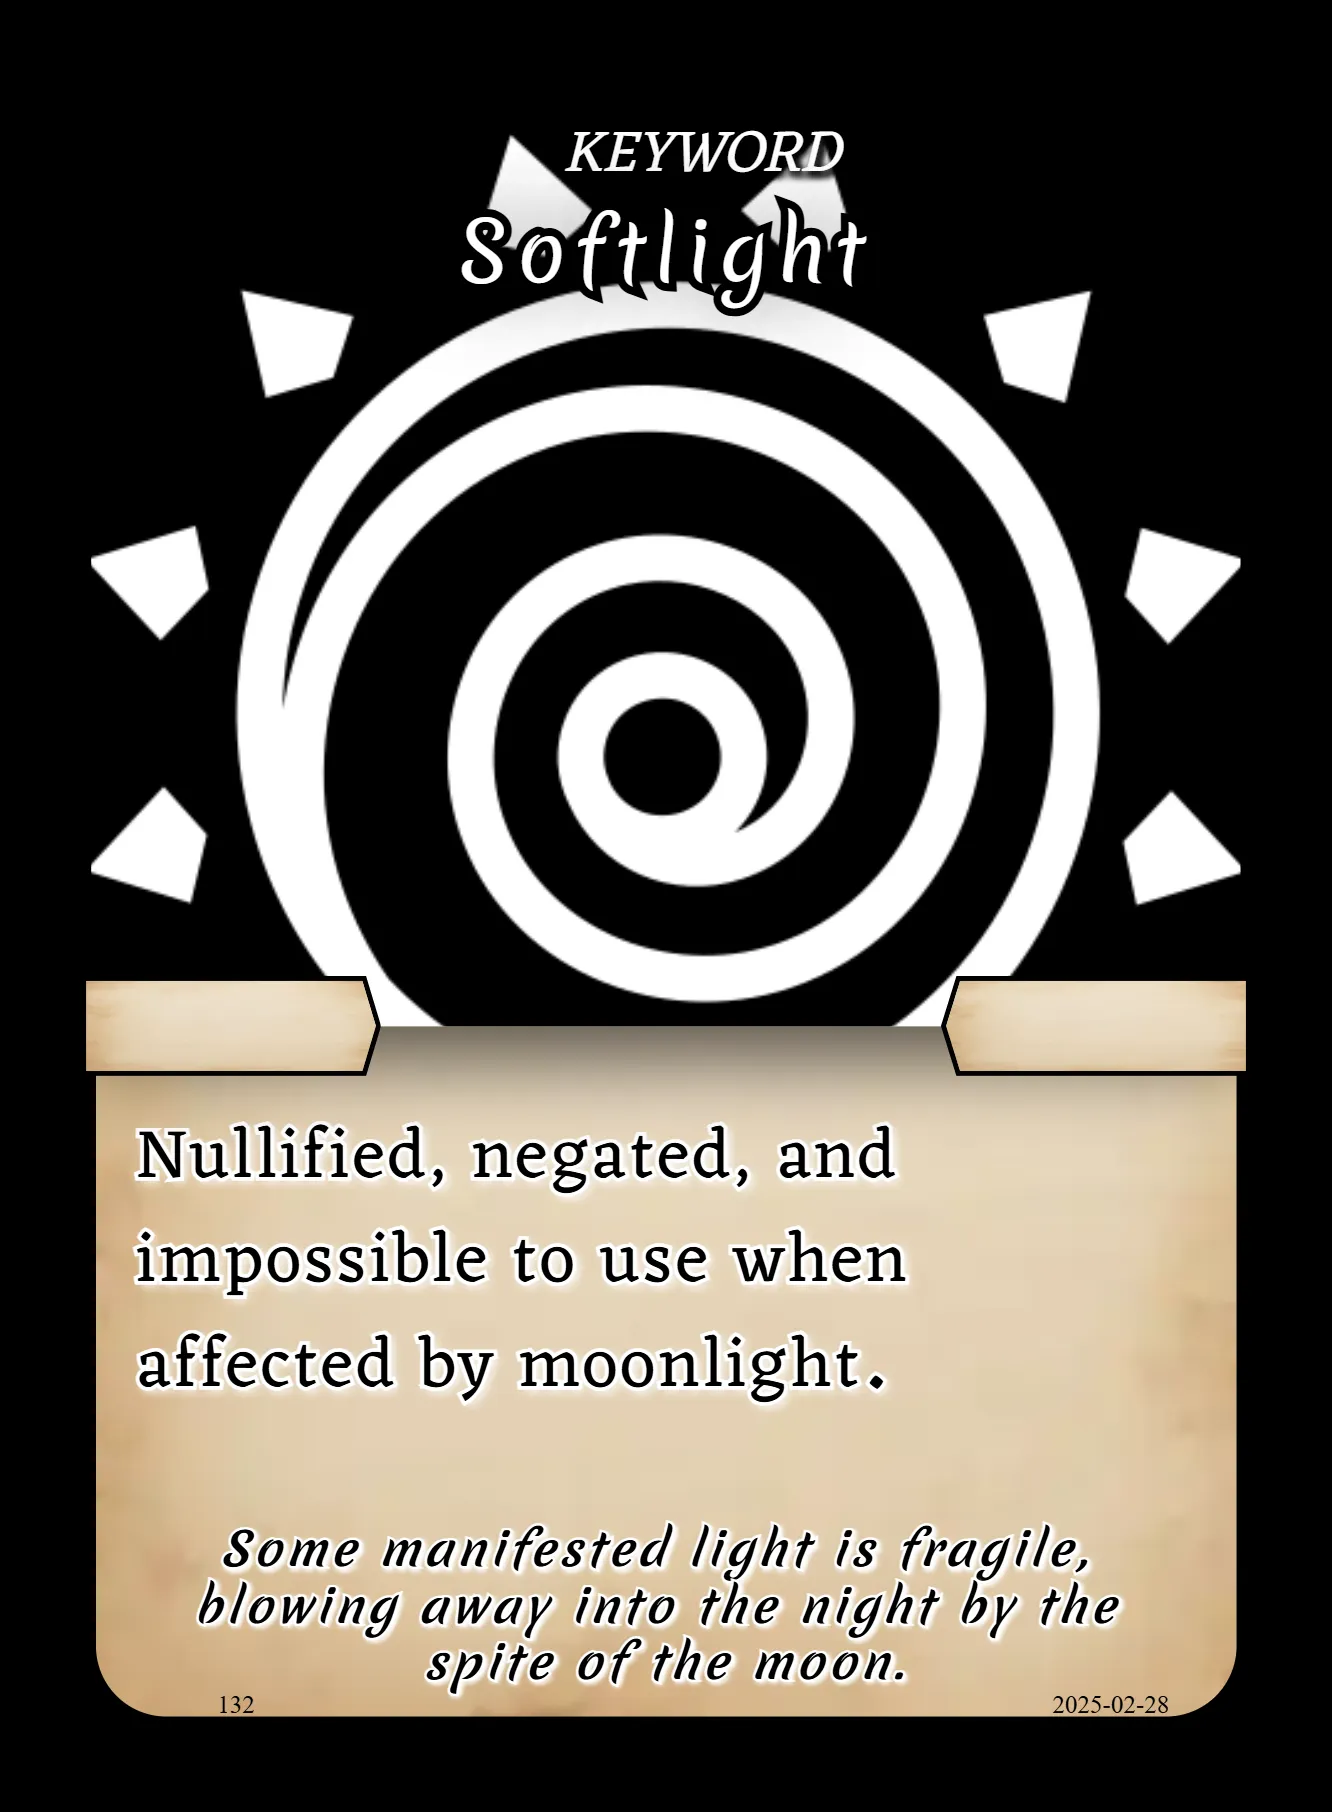 KEYWORD
Softlight
Nullified, negated, and
impossible to use when
affected by moonlight.
Some manifested light is fragile,
blowing away into the night by the
spite of the moon.
132
2025-02-28